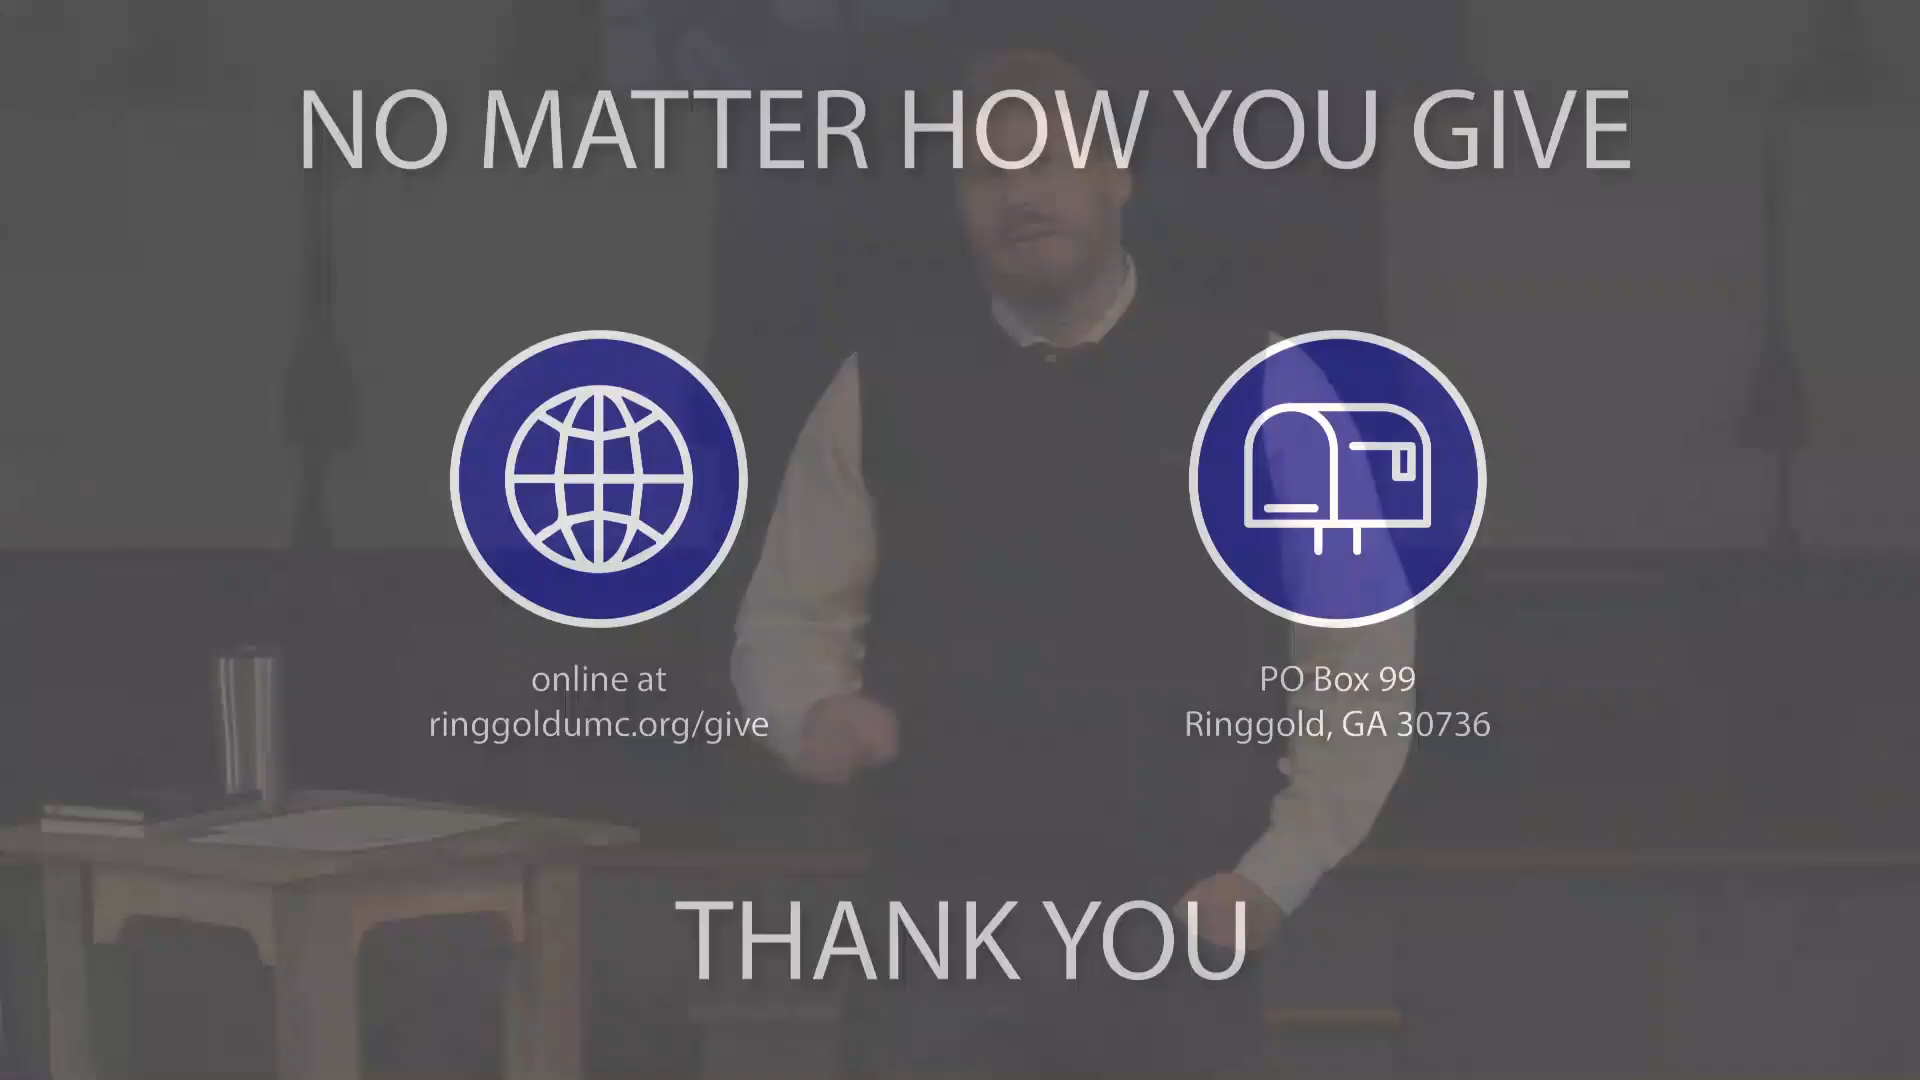 NO MATTER HOW YOU GIVE
online at
ringgoldumc.org/give
PO Box 99
Ringgold, GA 30736
THANK YOU